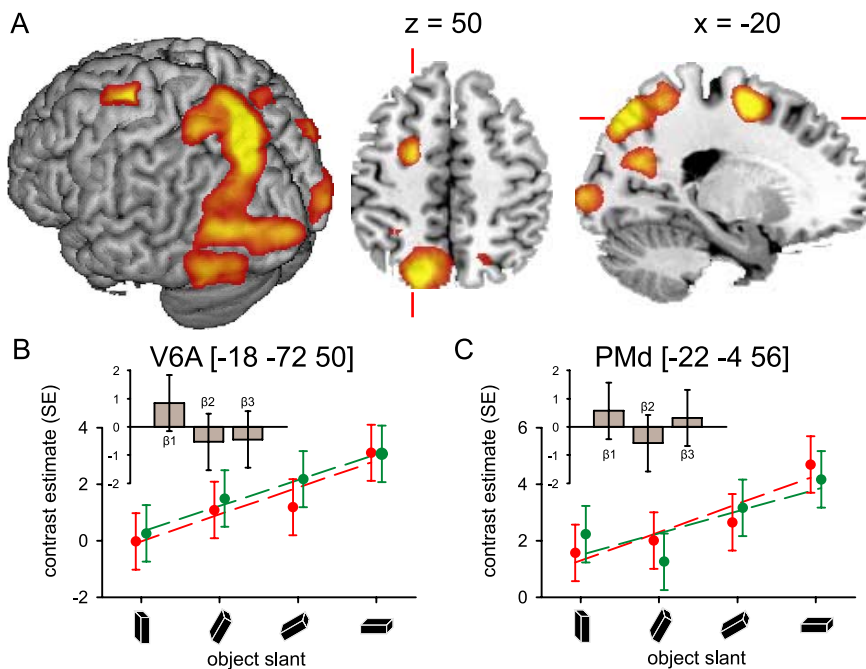 A
z = 50
x = -20
B
V6A [-18 -72 50]
contrast estimate (SE)
4
2
0
-2
2
1
0
-1
-2
β1
β2
β3
object slant
C
PMd [-22 -4 56]
contrast estimate (SE)
6
4
2
0
2
1
0
-1
-2
β1
β2
β3
object slant